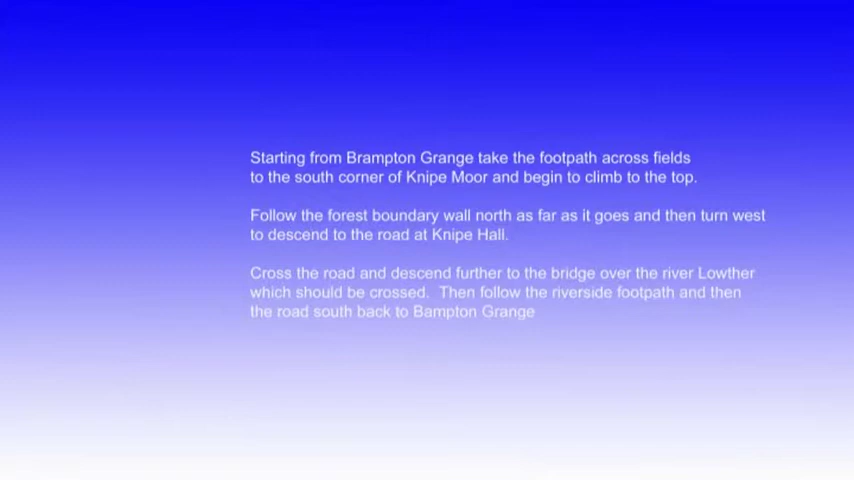 Starting from Brampton Grange take the footpath across fields
to the south corner of Knipe Moor and begin to climb to the top.
Follow the forest boundary wall north as far as it goes and then turn west
to descend to the road at Knipe Hall.
Cross the road and descend further to the bridge over the river Lowther
which should be crossed.  Then follow the riverside footpath and then
the road south back to Bampton Grange